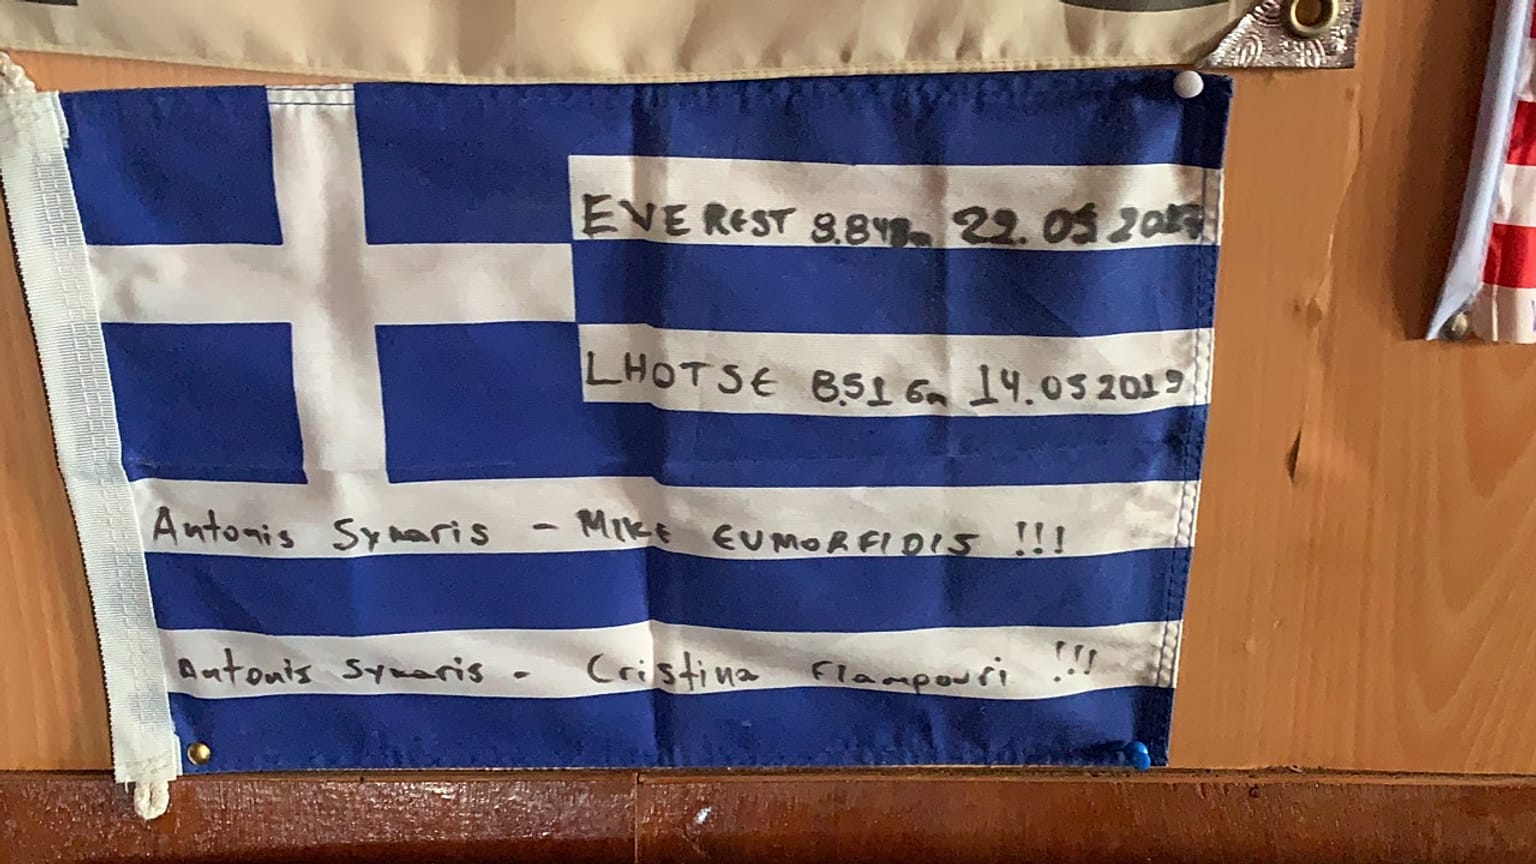 EVEREST 8.848m 22.05 2017
LHOTSE 8.516m 14.05 2019
Antonis Sykaris - MIKE EUMORFIDIS !!!
Antonis Sykaris - Cristina Flampouri !!!